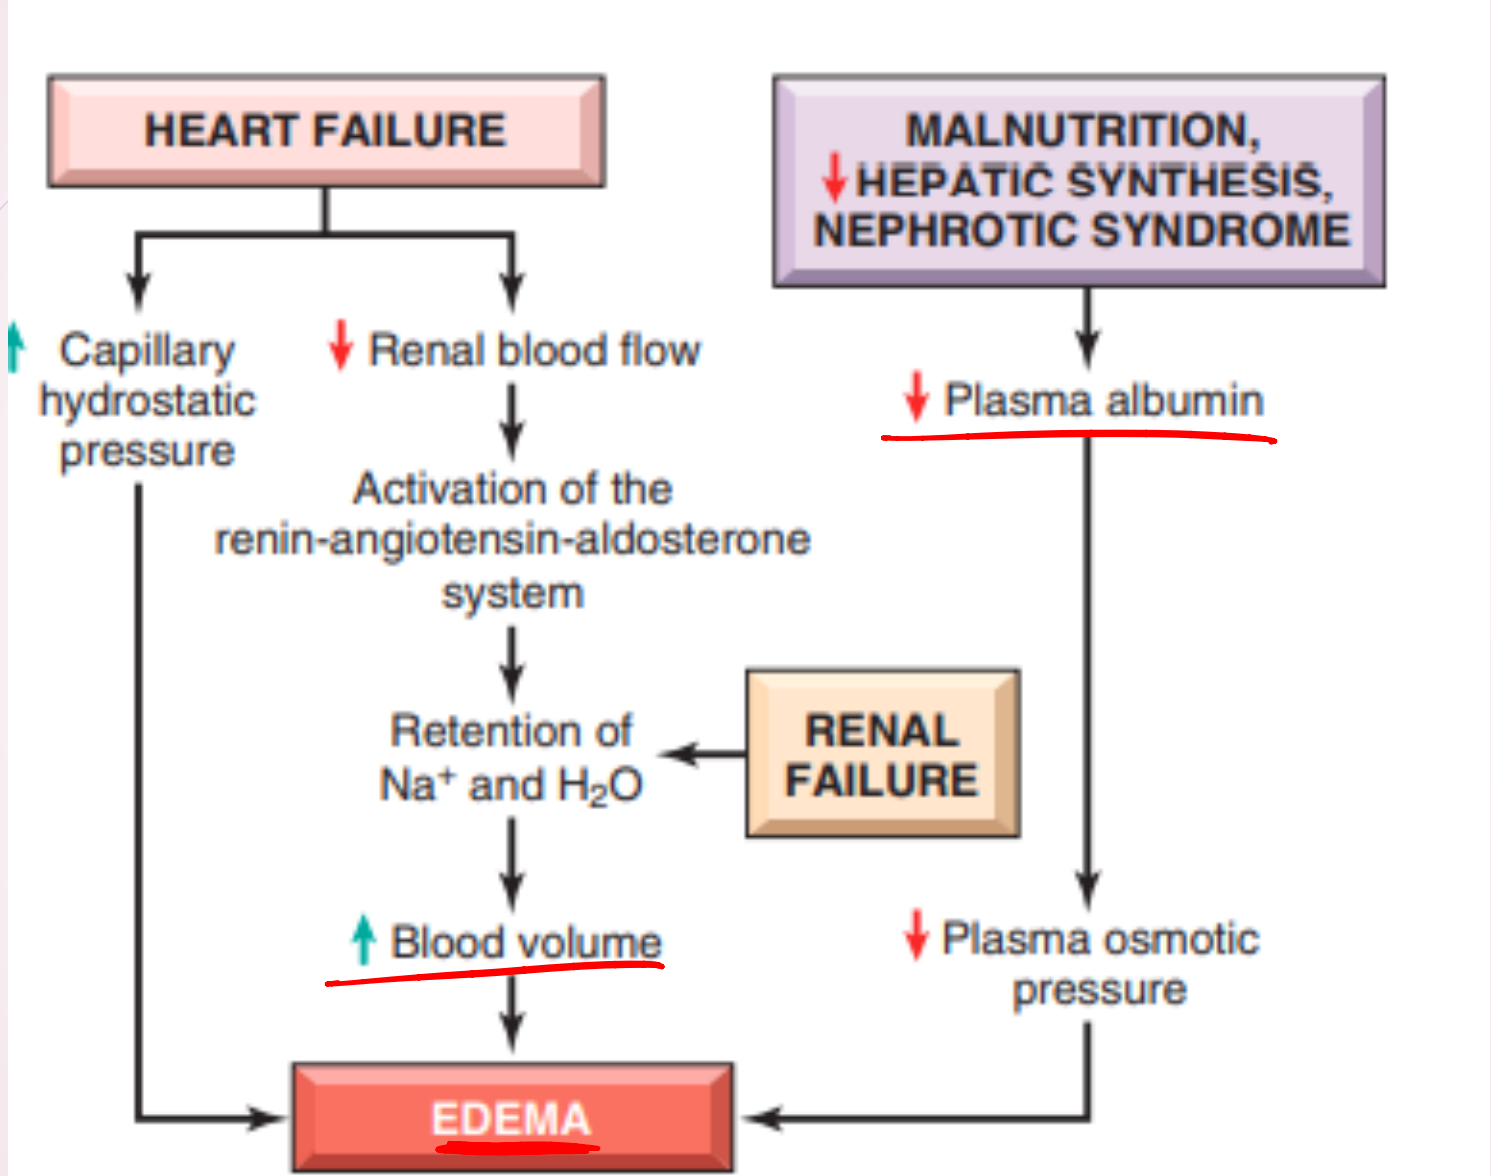 HEART FAILURE
MALNUTRITION,
↓ HEPATIC SYNTHESIS,
NEPHROTIC SYNDROME
↑ Capillary
hydrostatic
pressure
↓ Renal blood flow
↓ Plasma albumin
Activation of the
renin-angiotensin-aldosterone
system
Retention of
Na⁺ and H₂O
RENAL
FAILURE
↑ Blood volume
↓ Plasma osmotic
pressure
EDEMA